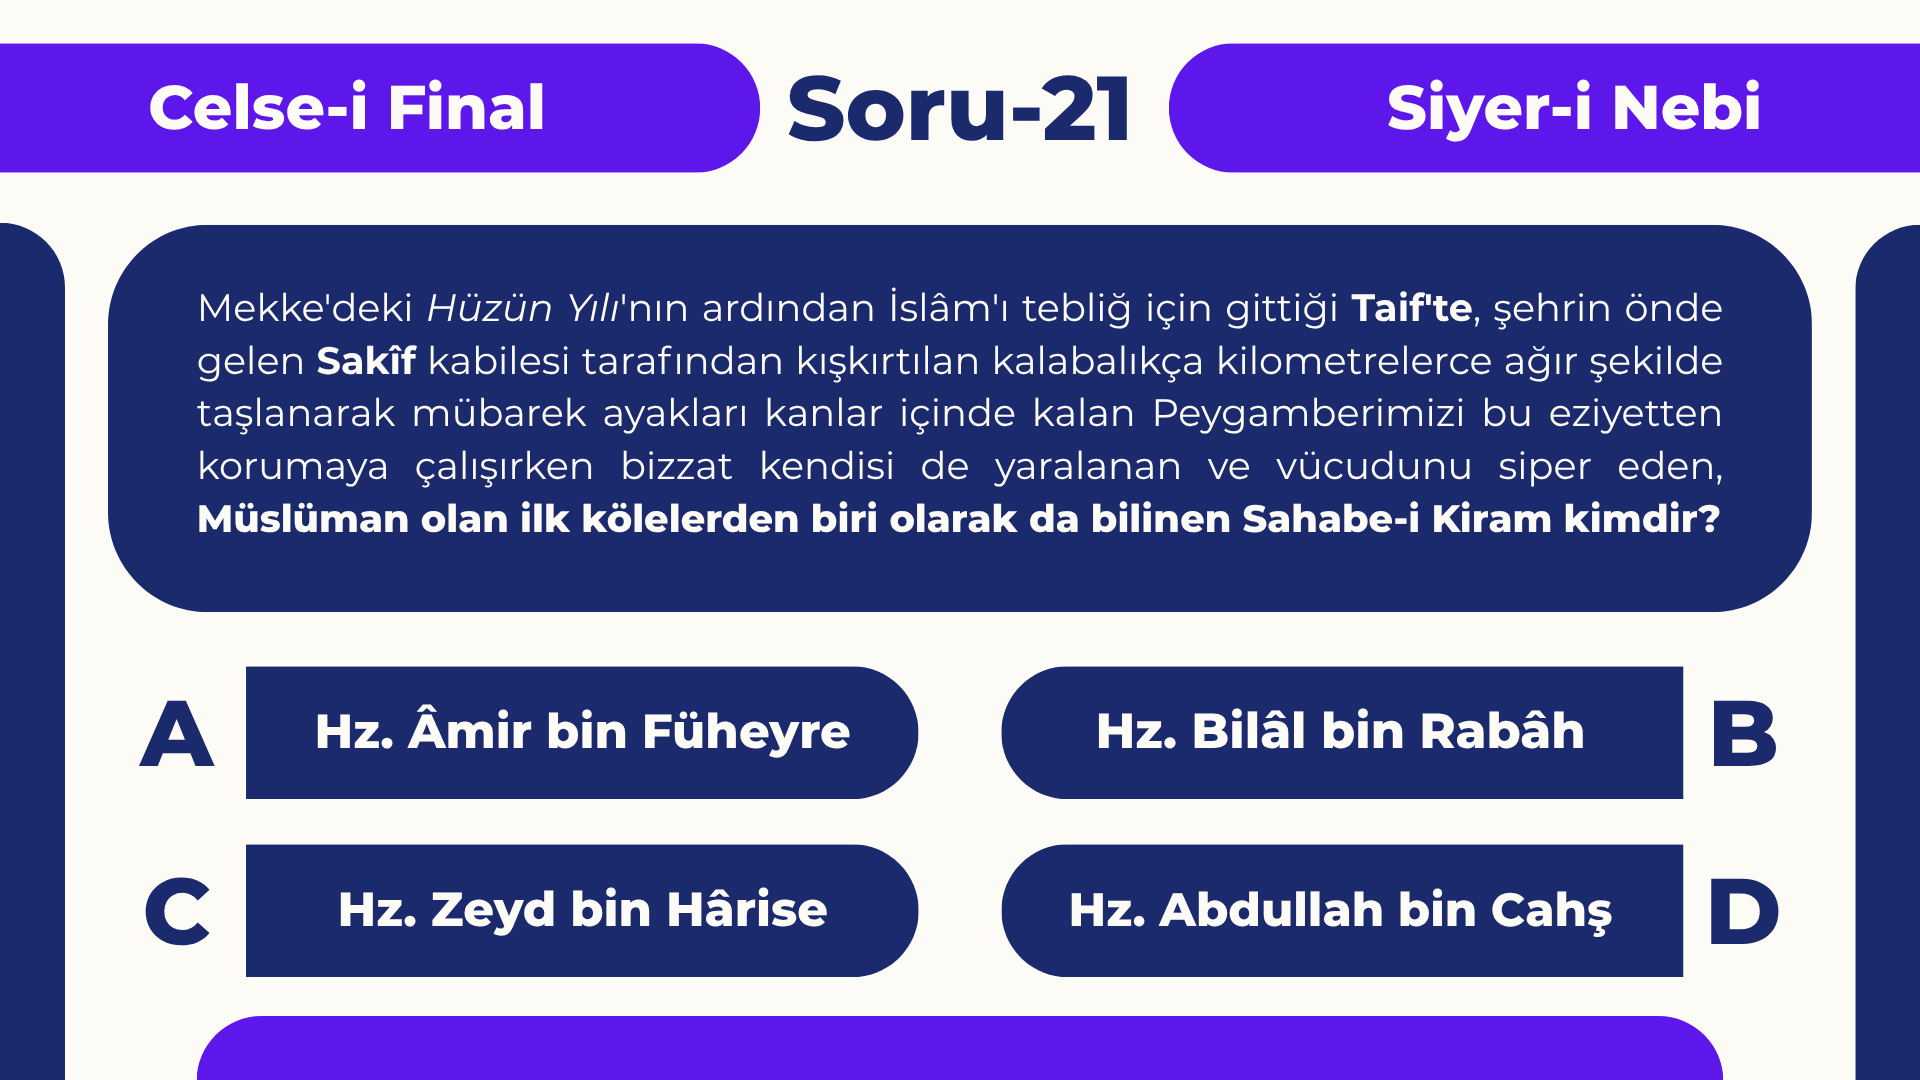 Celse-i Final
Soru-21
Siyer-i Nebi
Mekke'deki Hüzün Yılı'nın ardından İslâm'ı tebliğ için gittiği Taif'te, şehrin önde
gelen Sakîf kabilesi tarafından kışkırtılan kalabalıkça kilometrelerce ağır şekilde
taşlanarak mübarek ayakları kanlar içinde kalan Peygamberimizi bu eziyetten
korumaya çalışırken bizzat kendisi de yaralanan ve vücudunu siper eden,
Müslüman olan ilk kölelerden biri olarak da bilinen Sahabe-i Kiram kimdir?
A Hz. Âmir bin Füheyre
Hz. Bilâl bin Rabâh B
C Hz. Zeyd bin Hârise
Hz. Abdullah bin Cahş D